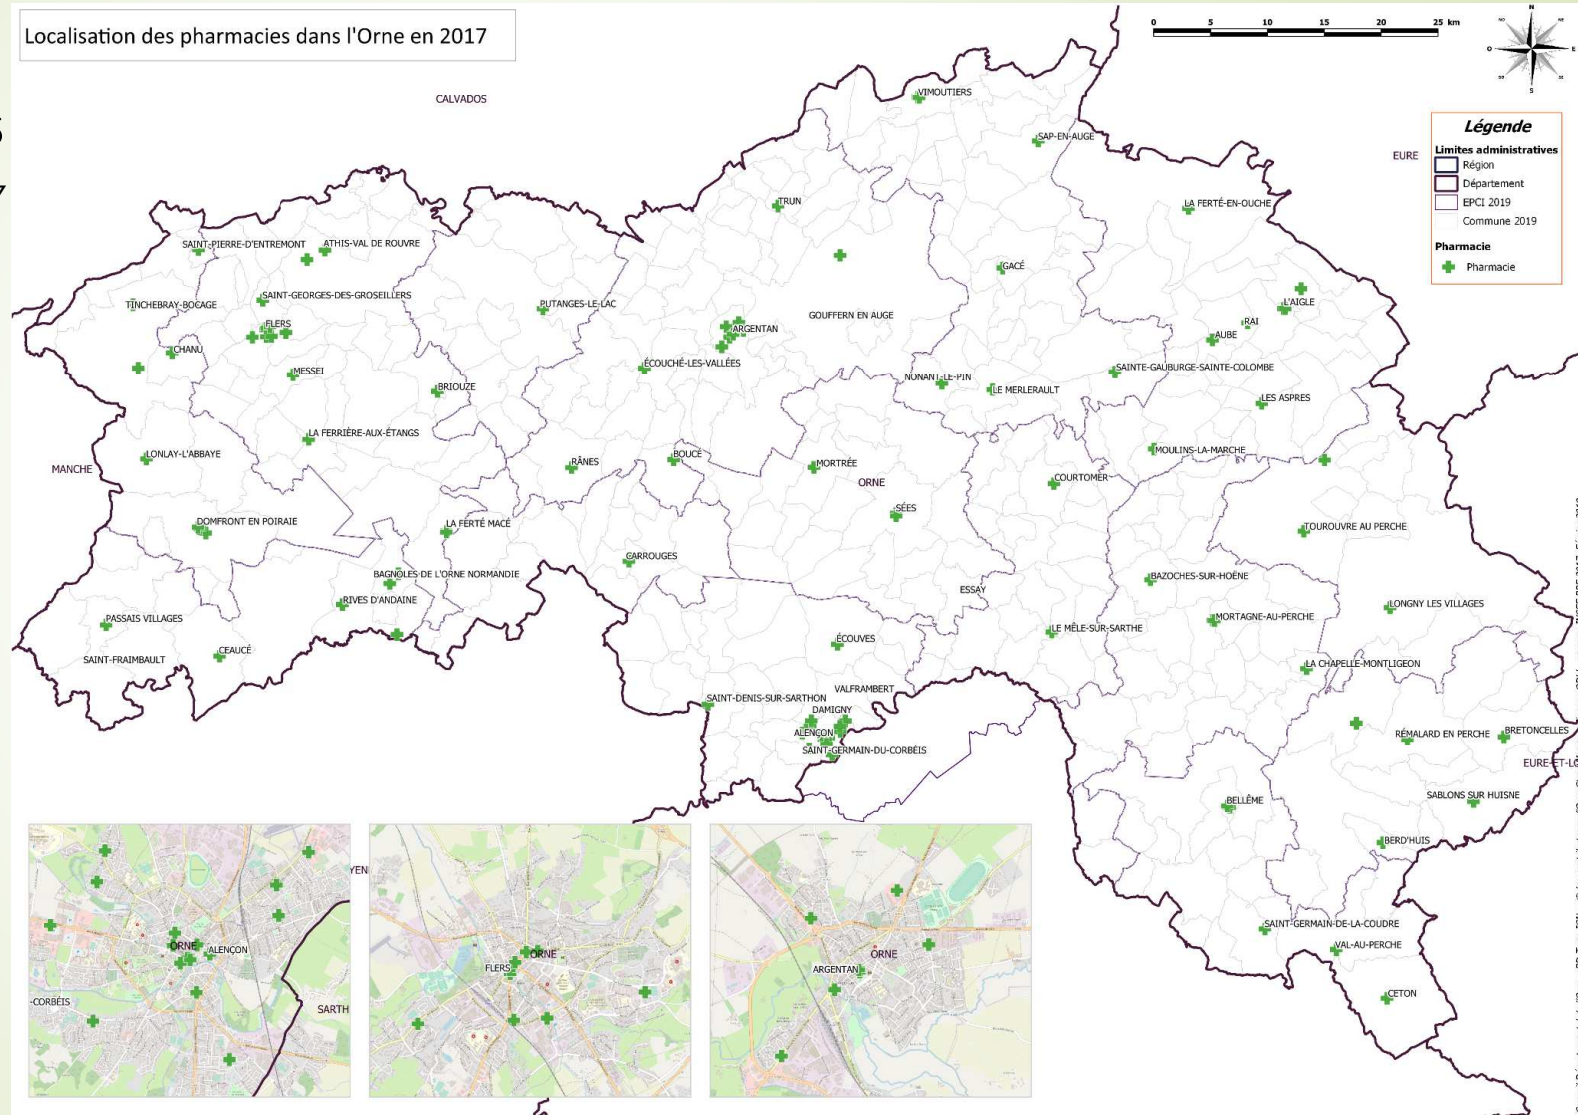 Localisation des pharmacies dans l'Orne en 2017
0 5 10 15 20 25 km
N
NO NE
O E
SO SE
S
CALVADOS
VIMOUTIERS
SAP-EN-AUGE
EURE
Légende
Limites administratives
Région
Département
EPCI 2019
Commune 2019
Pharmacie
Pharmacie
TRUN
LA FERTÉ-EN-OUCHE
SAINT-PIERRE-D'ENTREMONT
ATHIS-VAL DE ROUVRE
GACÉ
TINCHEBRAY-BOCAGE
SAINT-GEORGES-DES-GROSEILLERS
PUTANGES-LE-LAC
L'AIGLE
GOUFFERN EN AUGE
RAI
FLERS
ARGENTAN
AUBE
CHANU
ÉCOUCHÉ-LES-VALLÉES
SAINTE-GAUBURGE-SAINTE-COLOMBE
MESSEI
NONANT-LE-PIN
BRIOUZE
LE MERLERAULT
LES ASPRES
LA FERRIÈRE-AUX-ÉTANGS
MOULINS-LA-MARCHE
LONLAY-L'ABBAYE
BOUCÉ
MANCHE
RÂNES
MORTRÉE
COURTOMER
ORNE
SÉES
DOMFRONT EN POIRAIE
LA FERTÉ MACÉ
TOUROUVRE AU PERCHE
CARROUGES
BAGNOLES DE L'ORNE NORMANDIE
BAZOCHES-SUR-HOËNE
ESSAY
RIVES D'ANDAINE
LONGNY LES VILLAGES
PASSAIS VILLAGES
MORTAGNE-AU-PERCHE
LE MÊLE-SUR-SARTHE
ÉCOUVES
CEAUCÉ
SAINT-FRAIMBAULT
LA CHAPELLE-MONTLIGEON
VALFRAMBERT
SAINT-DENIS-SUR-SARTHON
DAMIGNY
ALENÇON
RÉMALARD EN PERCHE
BRETONCELLES
SAINT-GERMAIN-DU-CORBÉIS
EURE-ET-LO
SABLONS SUR HUISNE
BELLÊME
BERD'HUIS
YEN
SAINT-GERMAIN-DE-LA-COUDRE
VAL-AU-PERCHE
CETON
ORNE
ALENÇON
-CORBÉIS
SARTH
ORNE
FLERS
ORNE
ARGENTAN